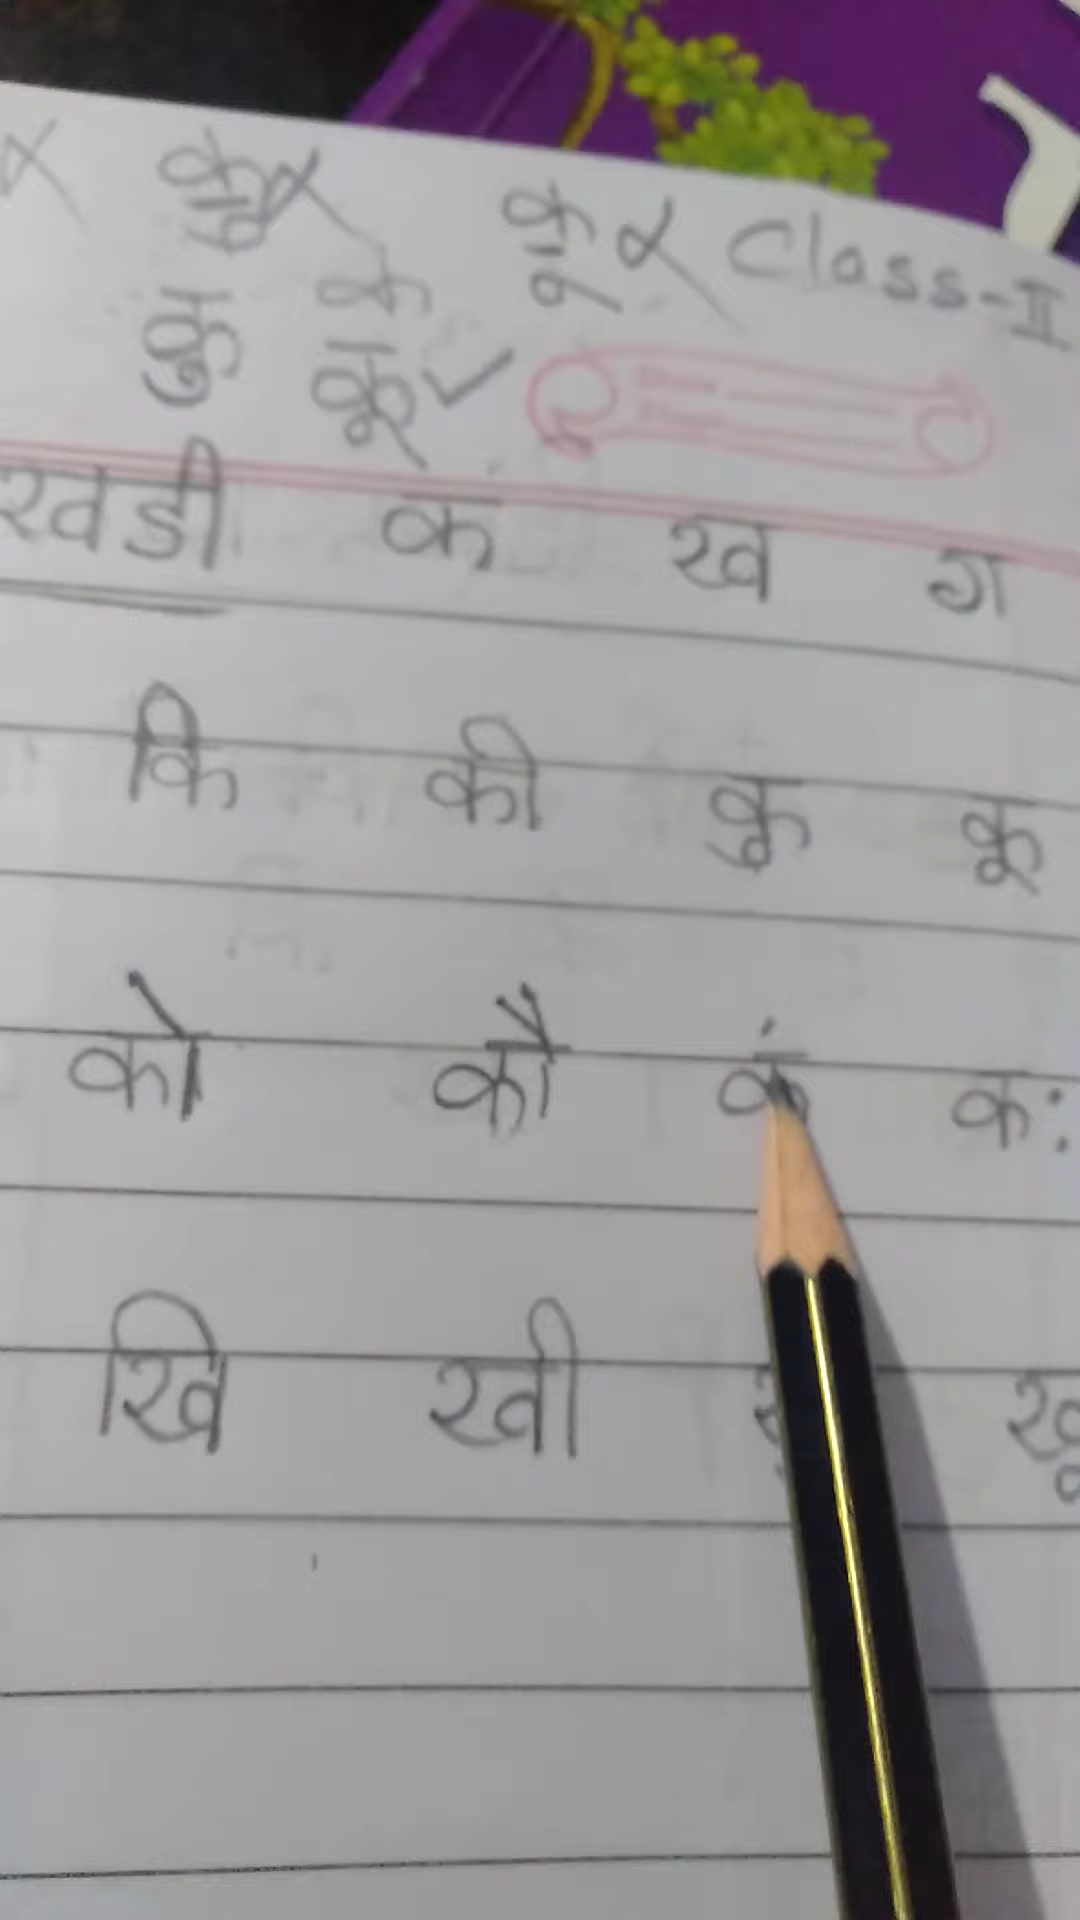 Class-II
कु कू
खडी क ख ग
कि की कु कू
को कौ कं कः
खि खी खू